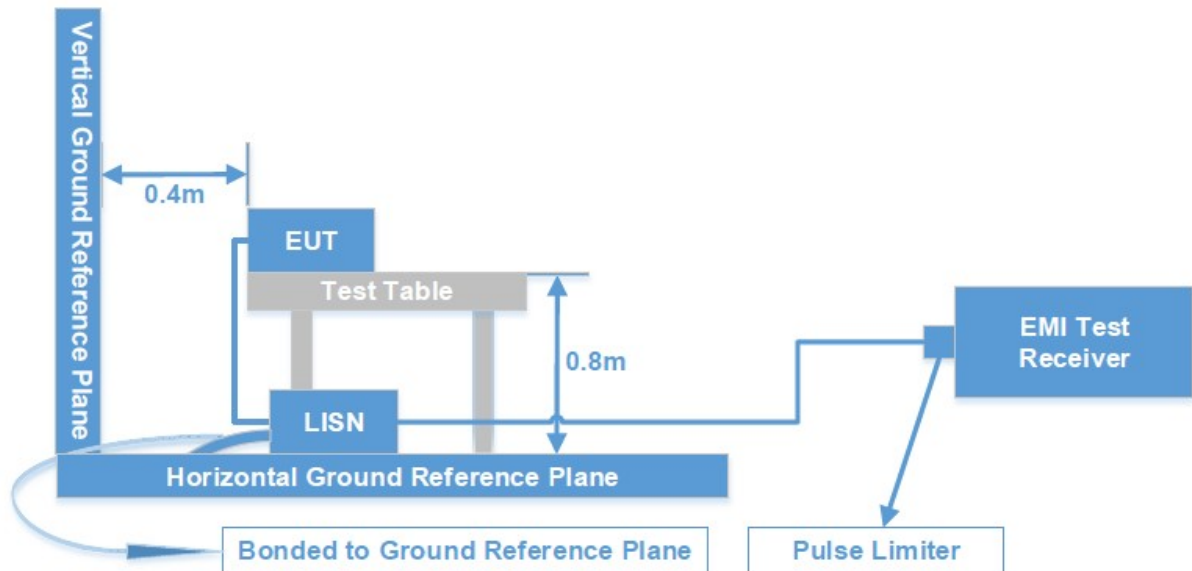 Vertical Ground Reference Plane
0.4m
EUT
Test Table
0.8m
EMI Test
Receiver
LISN
Horizontal Ground Reference Plane
Bonded to Ground Reference Plane
Pulse Limiter